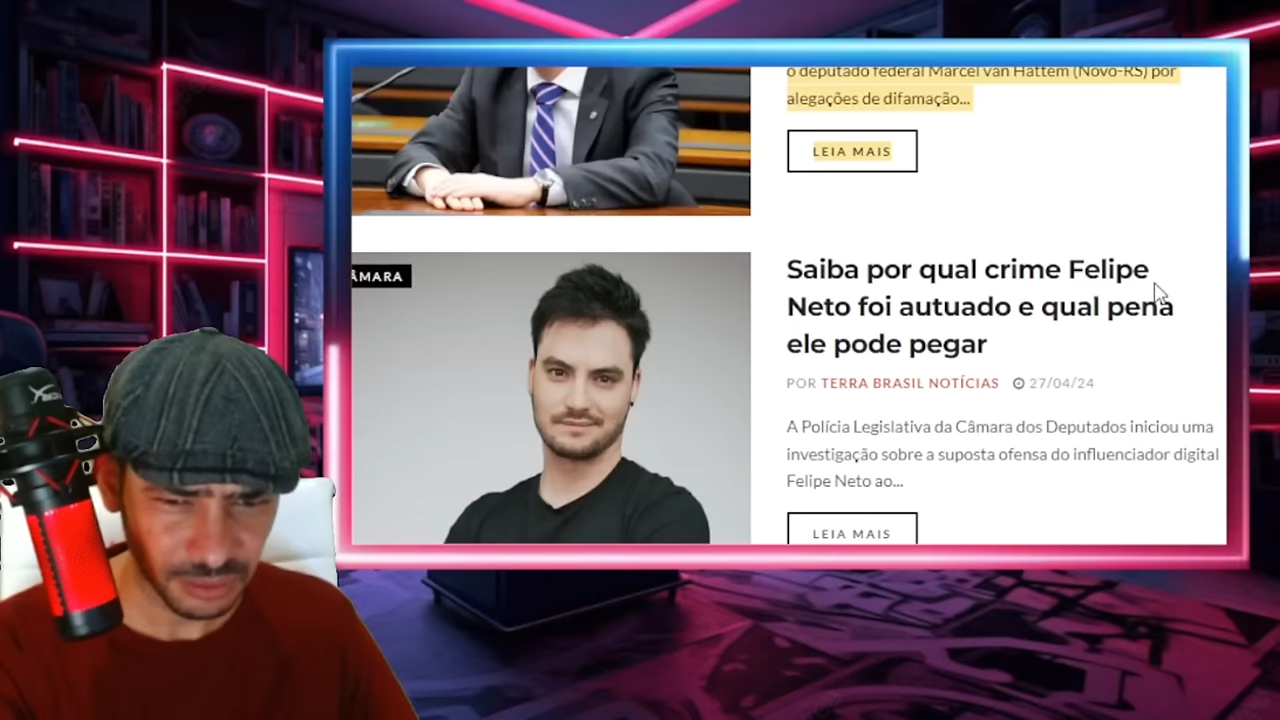 o deputado federal Marcel van Hattem (Novo-RS) por
alegações de difamação...
LEIA MAIS
ÂMARA
Saiba por qual crime Felipe
Neto foi autuado e qual pena
ele pode pegar
POR TERRA BRASIL NOTÍCIAS 27/04/24
A Polícia Legislativa da Câmara dos Deputados iniciou uma
investigação sobre a suposta ofensa do influenciador digital
Felipe Neto ao...
LEIA MAIS